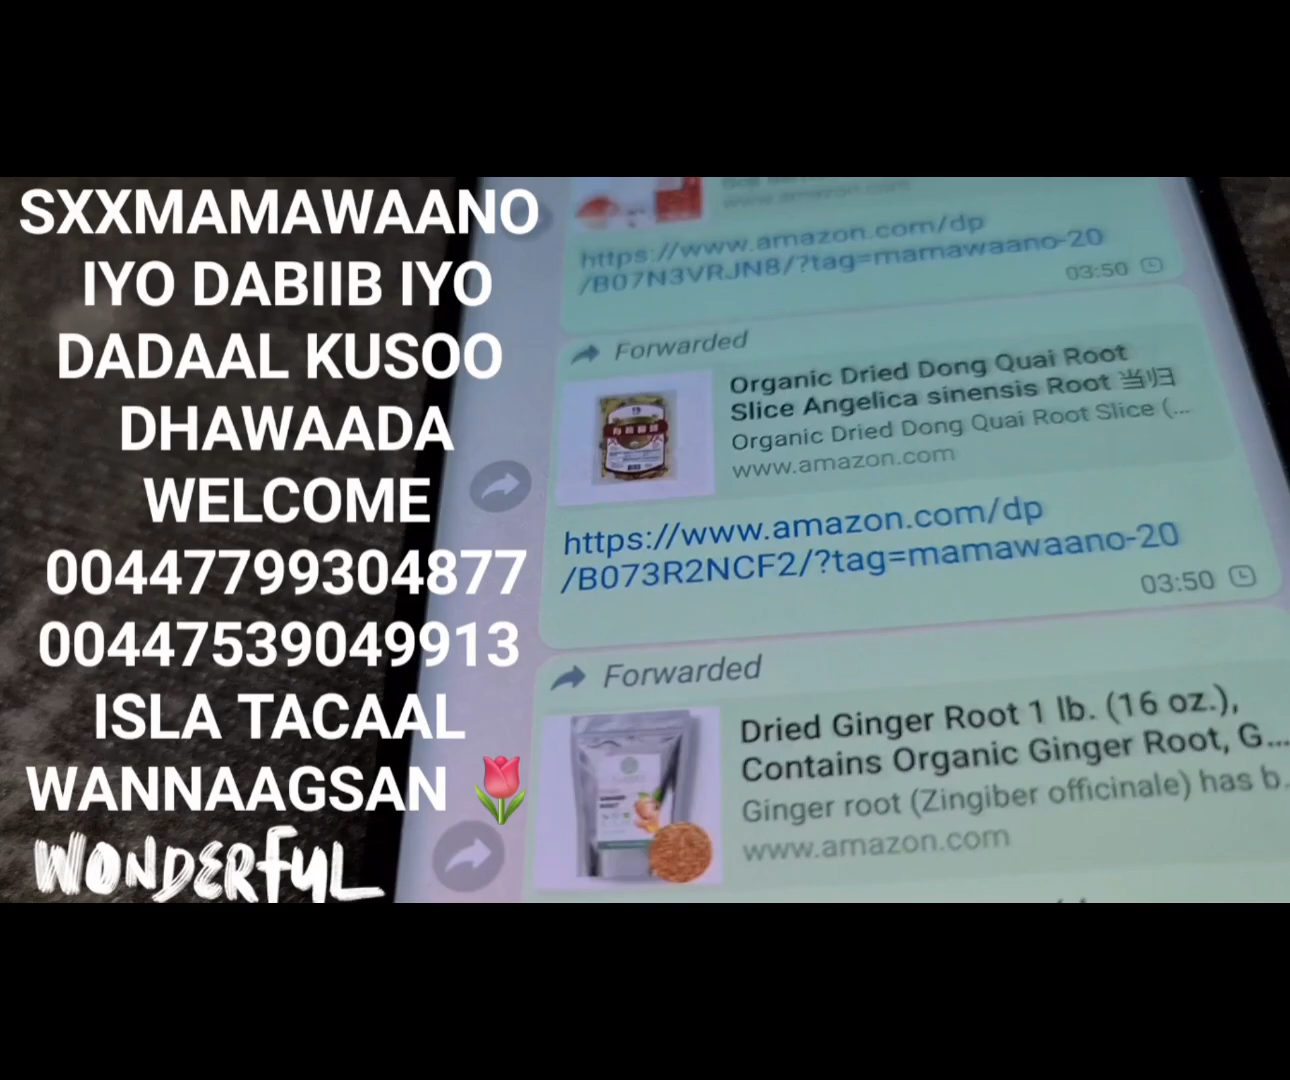 SXXMAMAWAANO
IYO DABIIB IYO
DADAAL KUSOO
DHAWAADA
WELCOME
00447799304877
00447539049913
ISLA TACAAL
WANNAAGSAN 🌷
WONDERFUL
www.amazon.com
https://www.amazon.com/dp
/B07N3VRJN8/?tag=mamawaano-20
03:50
Forwarded
Organic Dried Dong Quai Root
Slice Angelica sinensis Root 当归
Organic Dried Dong Quai Root Slice (...
www.amazon.com
https://www.amazon.com/dp
/B073R2NCF2/?tag=mamawaano-20
03:50
Forwarded
Dried Ginger Root 1 lb. (16 oz.),
Contains Organic Ginger Root, G...
Ginger root (Zingiber officinale) has b..
www.amazon.com